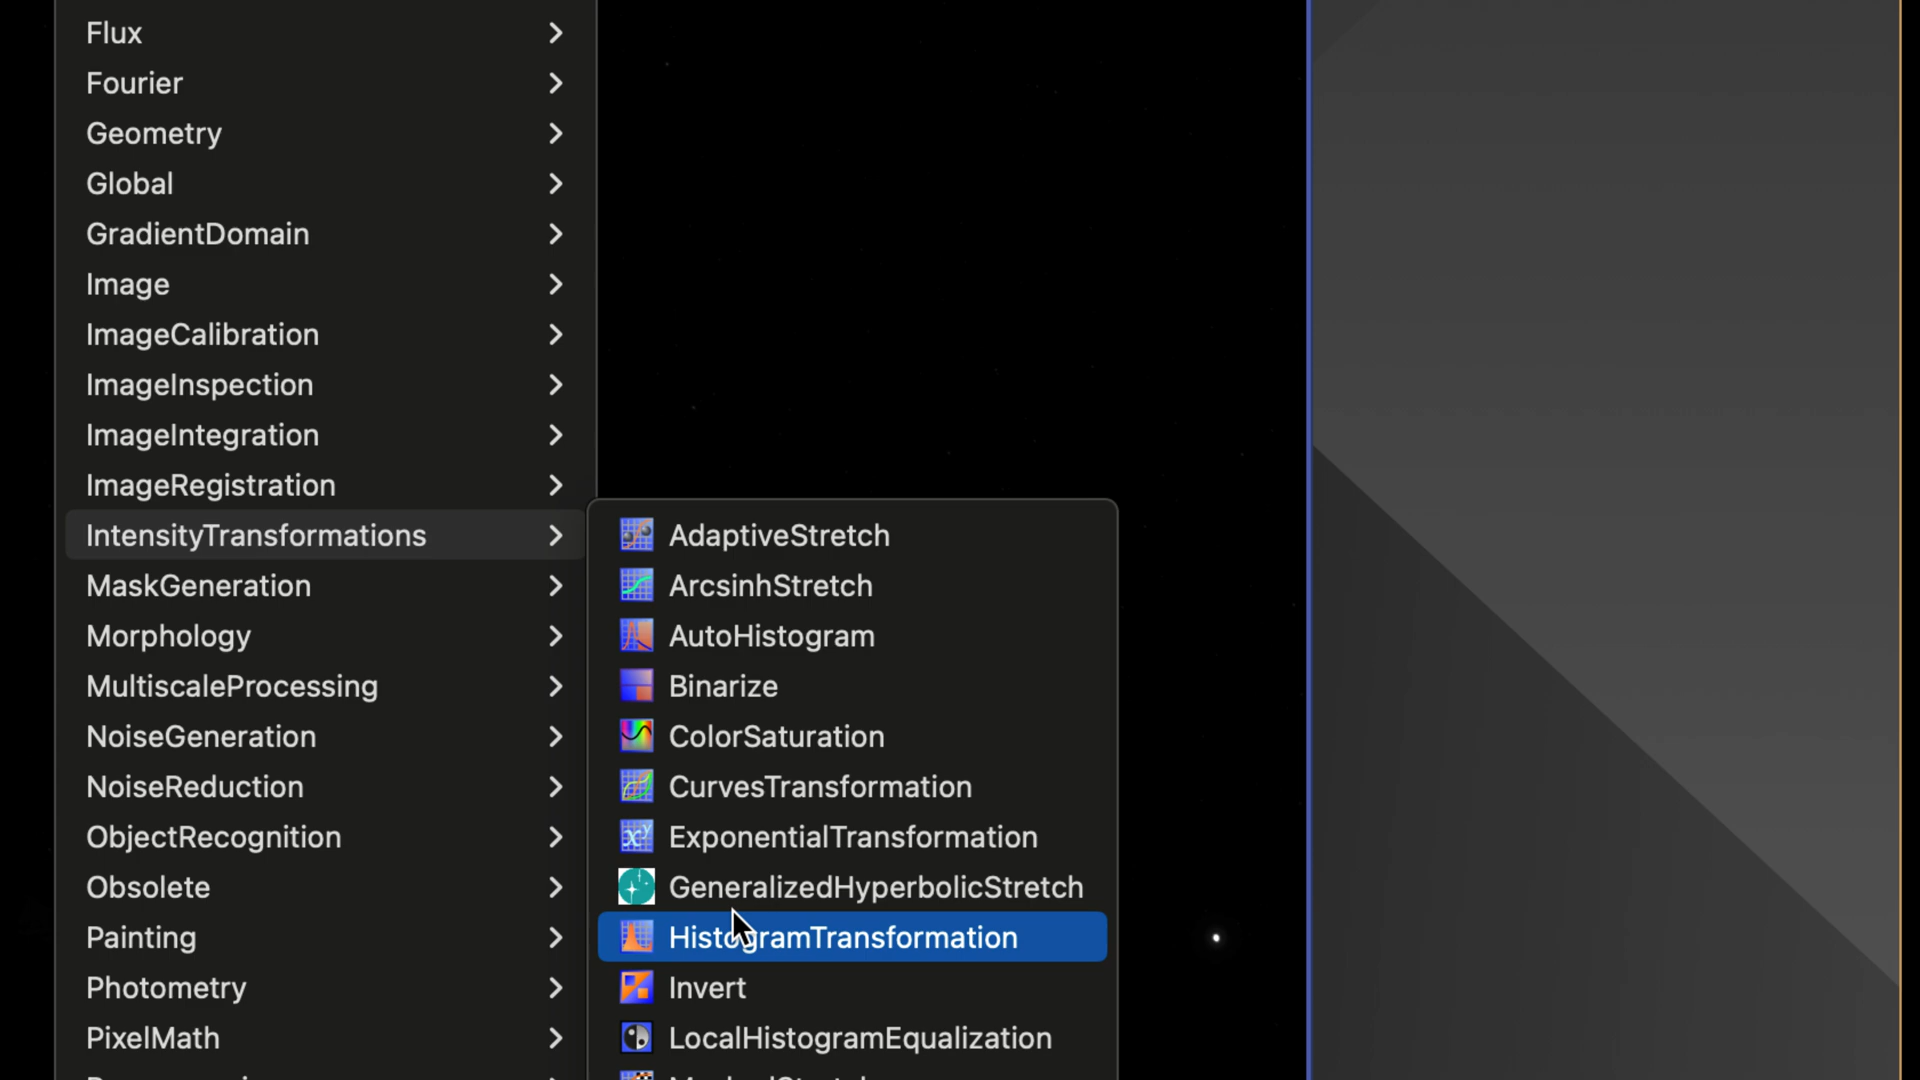 Flux
Fourier
Geometry
Global
GradientDomain
Image
ImageCalibration
ImageInspection
ImageIntegration
ImageRegistration
IntensityTransformations
MaskGeneration
Morphology
MultiscaleProcessing
NoiseGeneration
NoiseReduction
ObjectRecognition
Obsolete
Painting
Photometry
PixelMath
AdaptiveStretch
ArcsinhStretch
AutoHistogram
Binarize
ColorSaturation
CurvesTransformation
ExponentialTransformation
GeneralizedHyperbolicStretch
HistogramTransformation
Invert
LocalHistogramEqualization